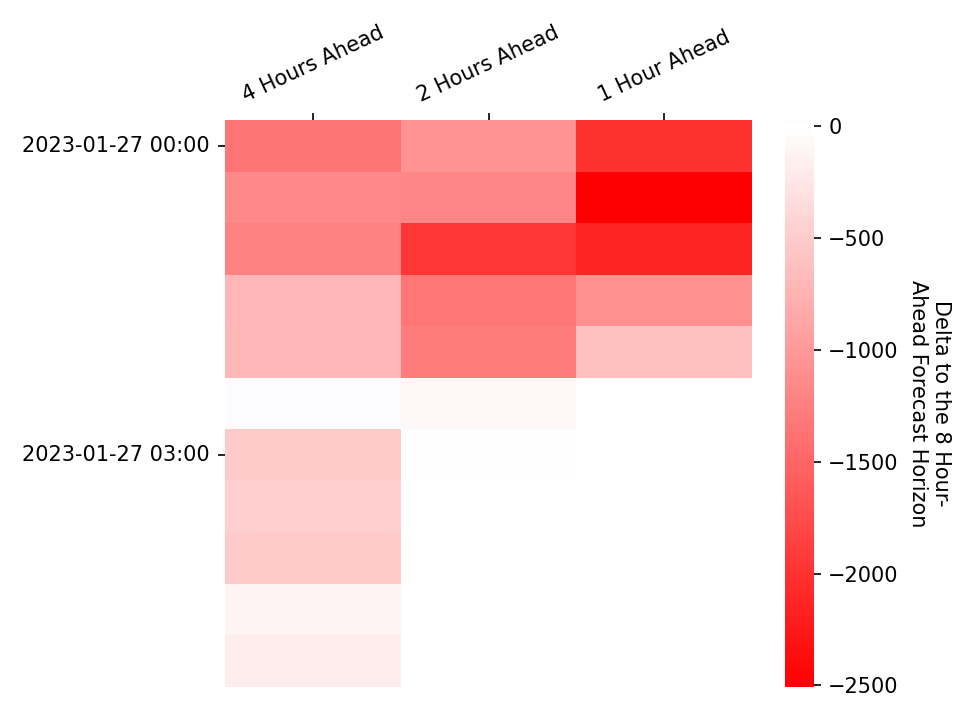 4 Hours Ahead
2 Hours Ahead
1 Hour Ahead
2023-01-27 00:00
2023-01-27 03:00
0
−500
−1000
−1500
−2000
−2500
Delta to the 8 Hour-
Ahead Forecast Horizon